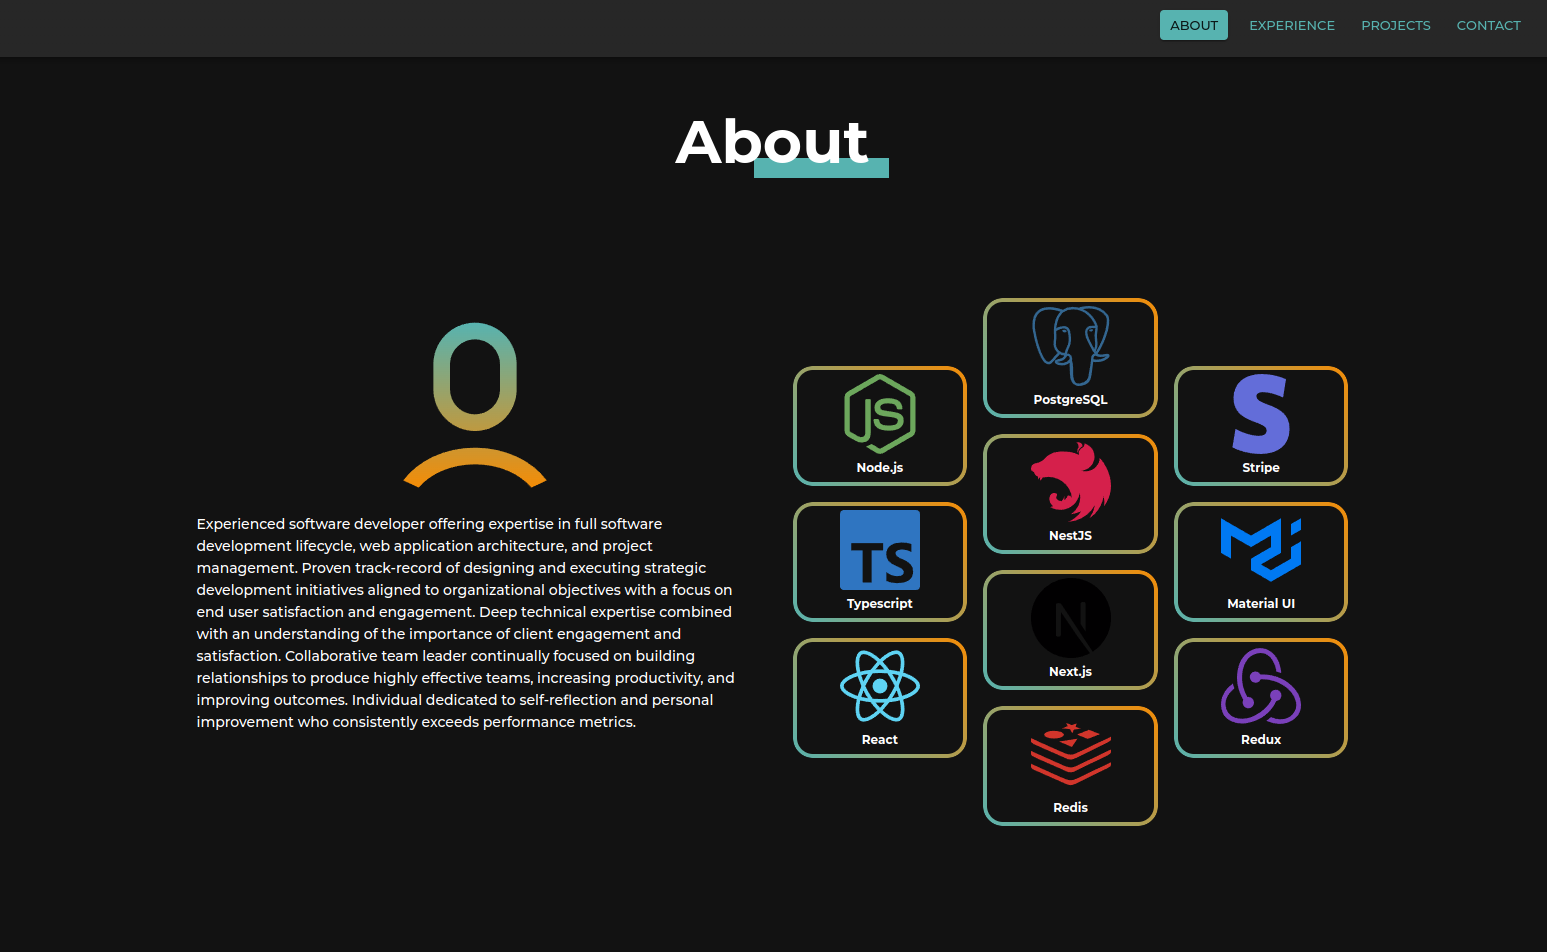 ABOUT EXPERIENCE PROJECTS CONTACT
About
Experienced software developer offering expertise in full software
development lifecycle, web application architecture, and project
management. Proven track-record of designing and executing strategic
development initiatives aligned to organizational objectives with a focus on
end user satisfaction and engagement. Deep technical expertise combined
with an understanding of the importance of client engagement and
satisfaction. Collaborative team leader continually focused on building
relationships to produce highly effective teams, increasing productivity, and
improving outcomes. Individual dedicated to self-reflection and personal
improvement who consistently exceeds performance metrics.
JS
Node.js
TS
Typescript
React
PostgreSQL
NestJS
N
Next.js
Redis
S
Stripe
Material UI
Redux